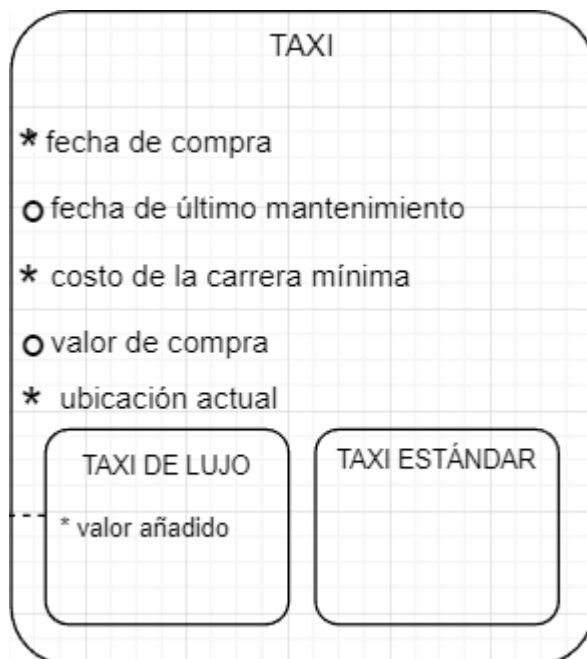 TAXI
* fecha de compra
o fecha de último mantenimiento
* costo de la carrera mínima
o valor de compra
* ubicación actual
TAXI DE LUJO
* valor añadido
TAXI ESTÁNDAR